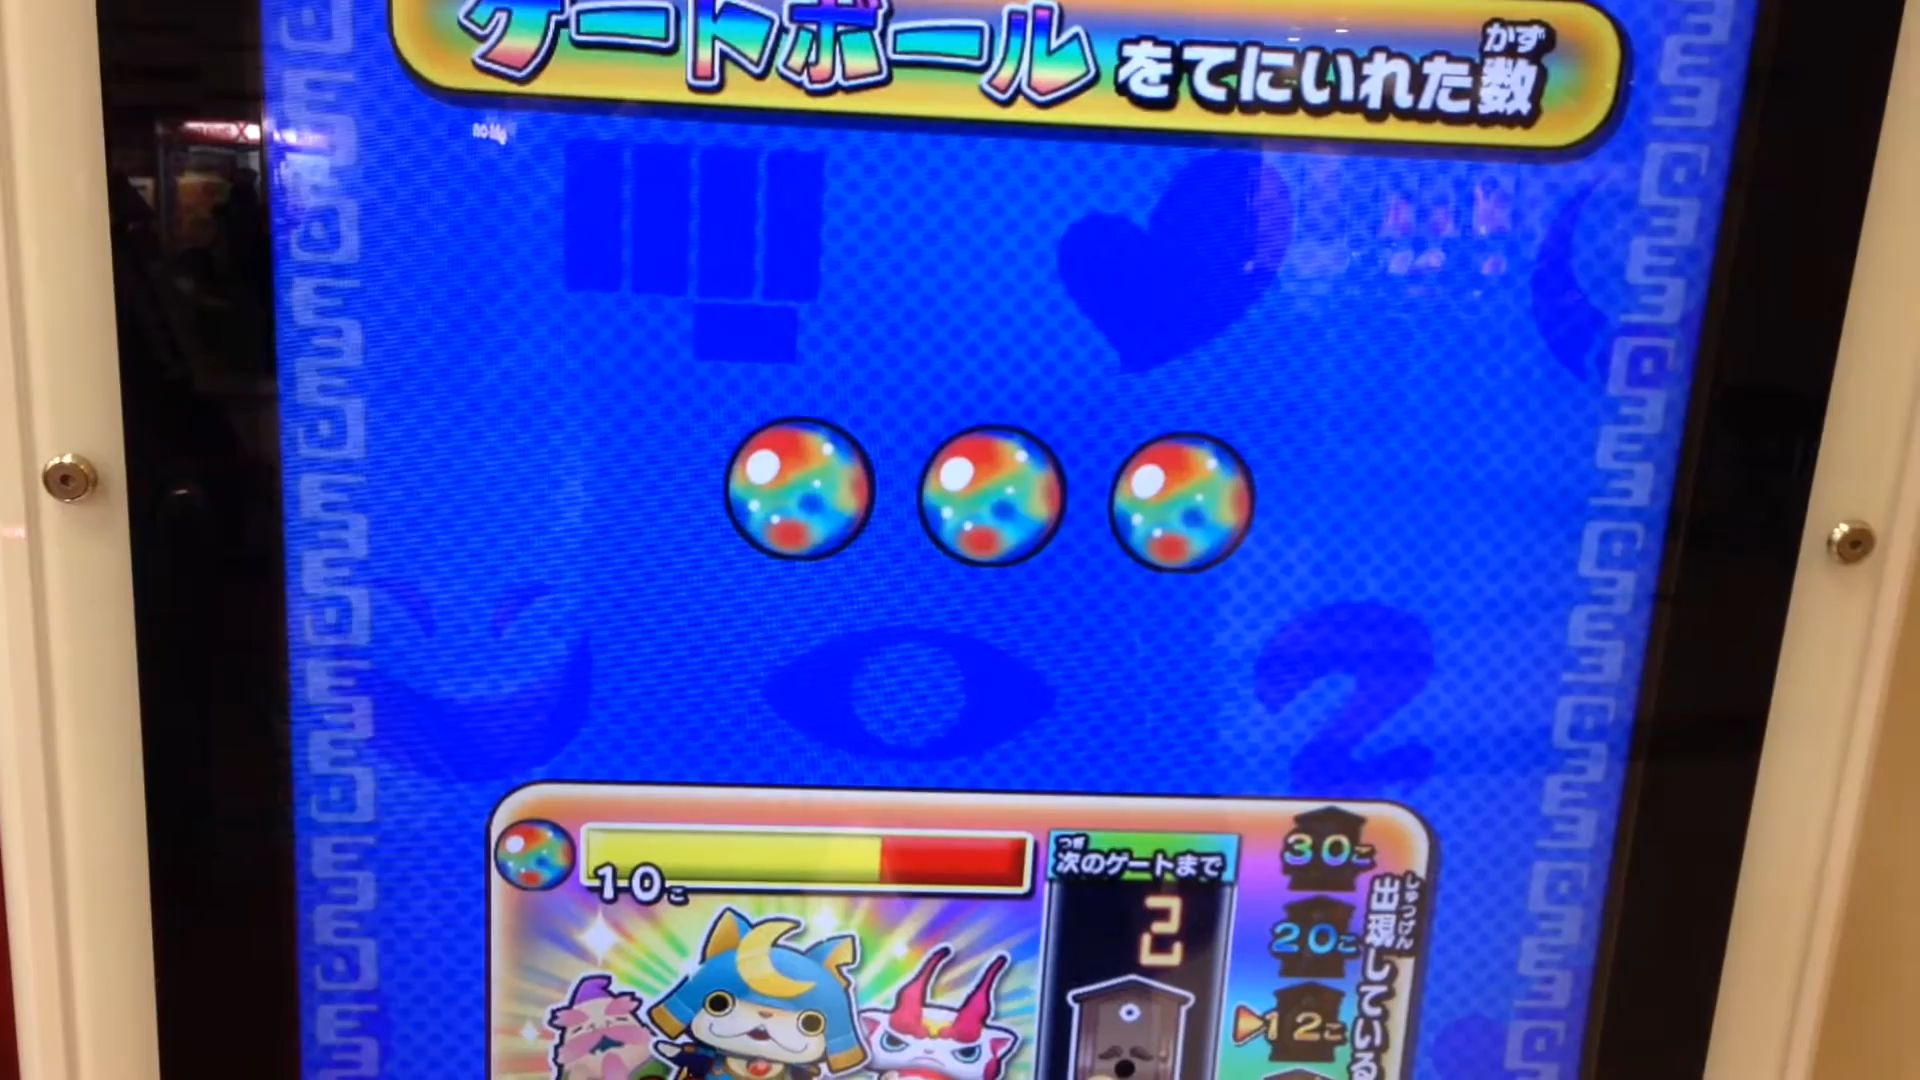 ゲートボールをてにいれた数
かず
10こ
次のゲートまで
つぎ
2
30こ
20こ
12こ
出現している
しゅつげん